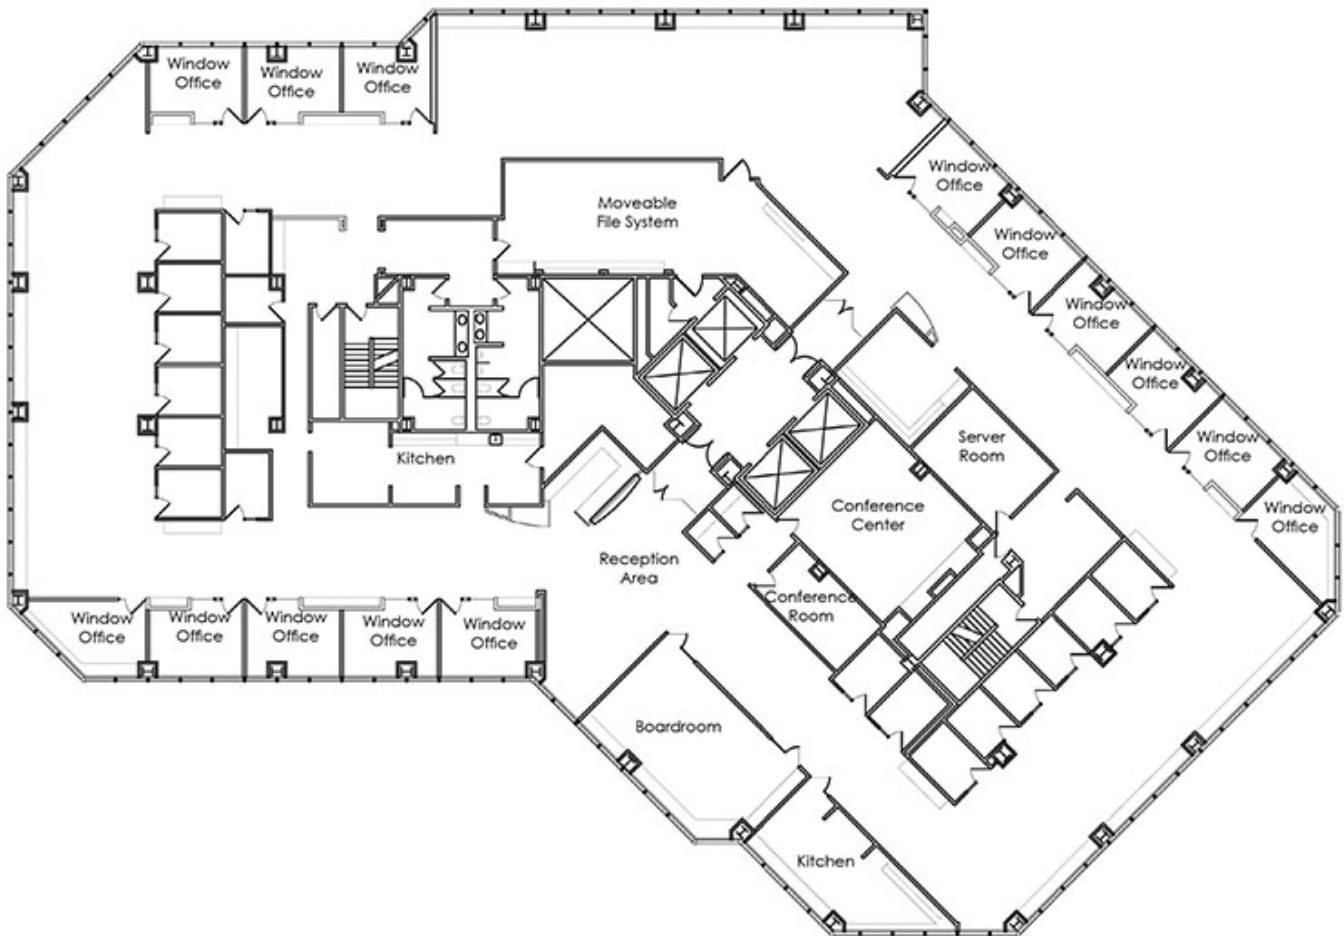 Window
Office
Window
Office
Window
Office
Window
Office
Moveable
File System
Window
Office
Window
Office
Window
Office
Window
Office
Server
Room
Kitchen
Conference
Center
Window
Office
Reception
Area
Conference
Room
Window
Office
Window
Office
Window
Office
Window
Office
Window
Office
Boardroom
Kitchen